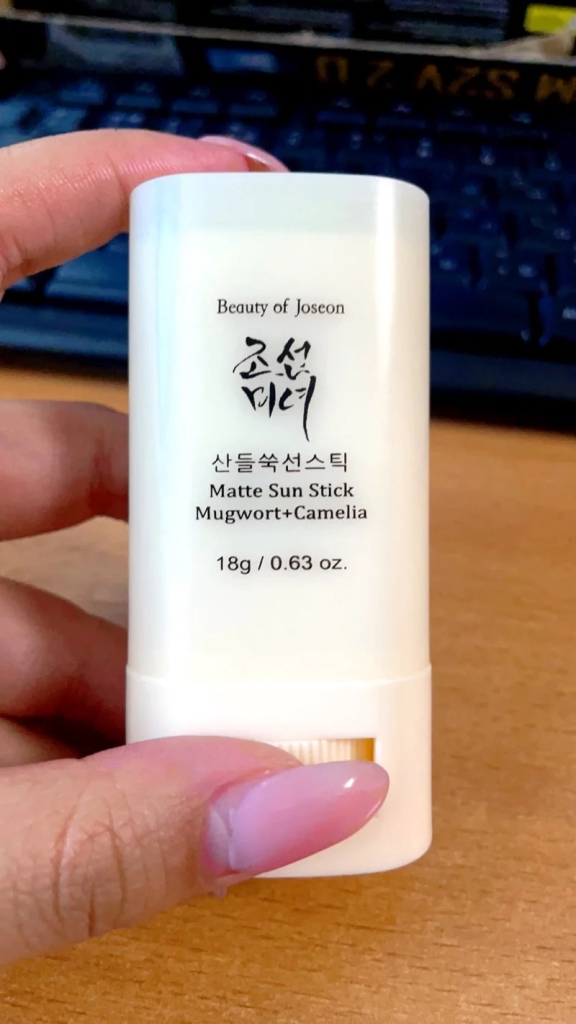 Beauty of Joseon
조선
미녀
산들쑥선스틱
Matte Sun Stick
Mugwort+Camelia
18g / 0.63 oz.